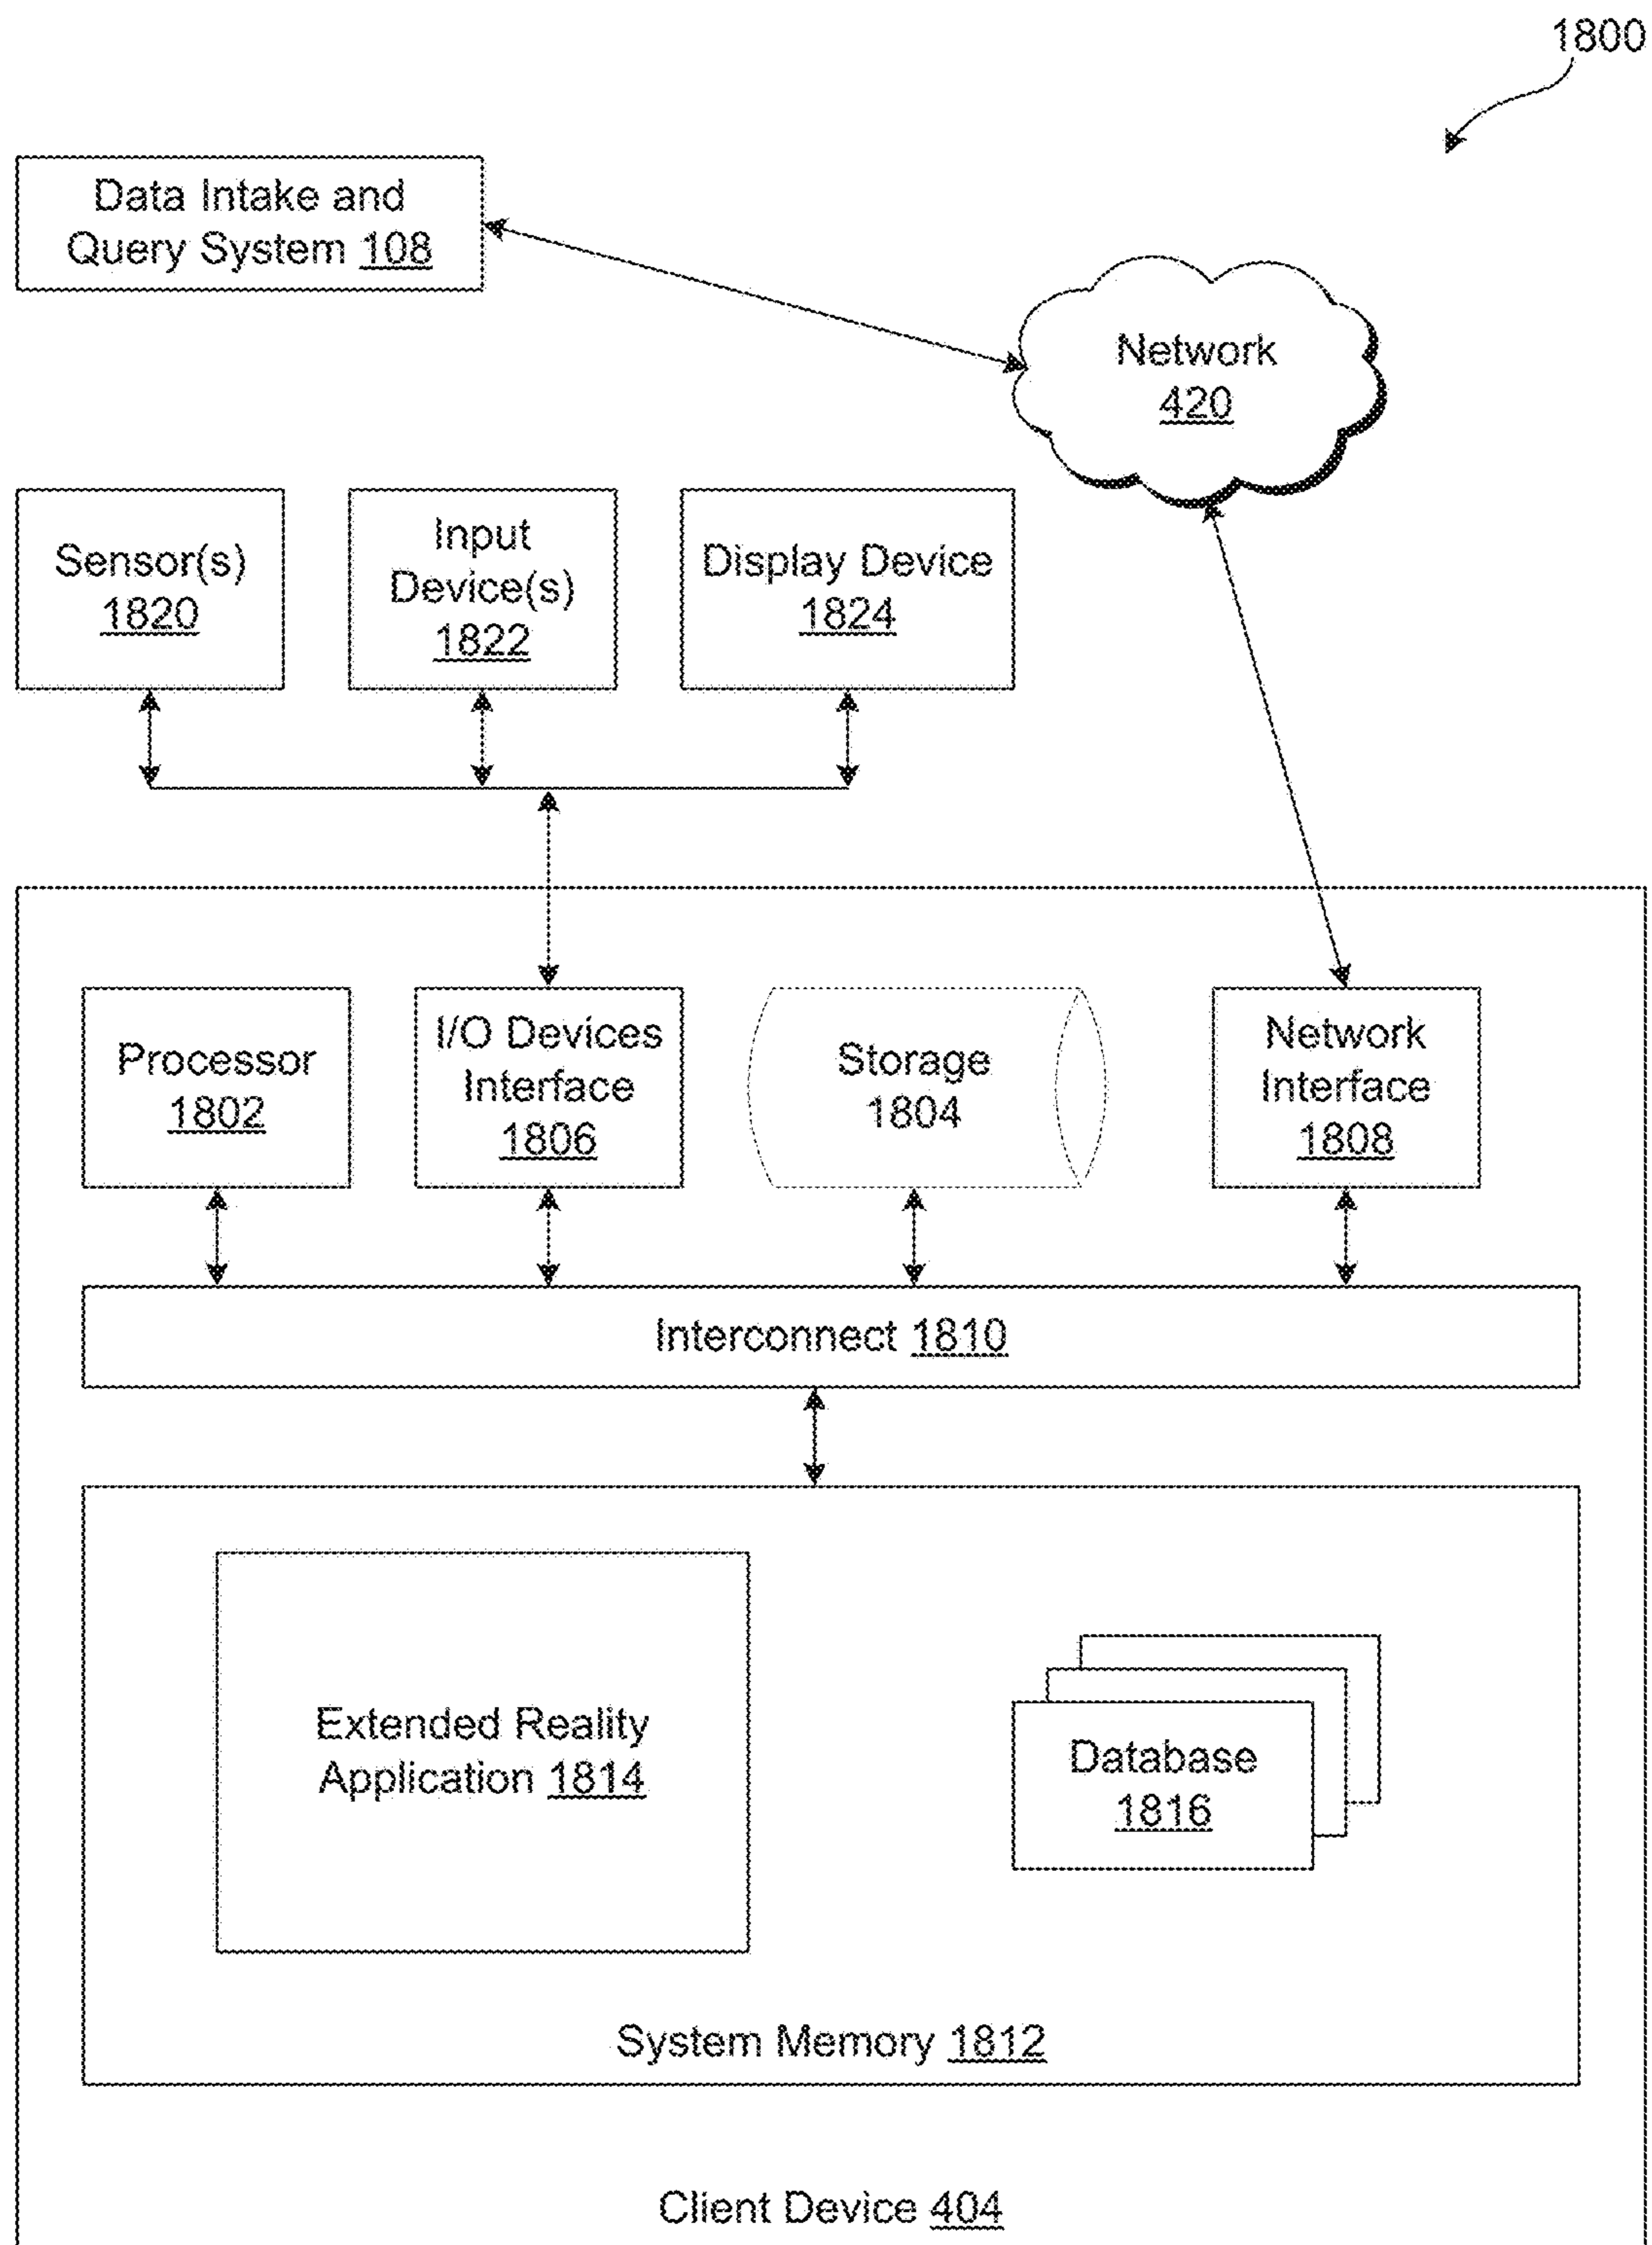 1800
Data Intake and
Query System 108
Network
420
Sensor(s)
1820
Input
Device(s)
1822
Display Device
1824
Processor
1802
I/O Devices
Interface
1806
Storage
1804
Network
Interface
1808
Interconnect 1810
Extended Reality
Application 1814
Database
1816
System Memory 1812
Client Device 404